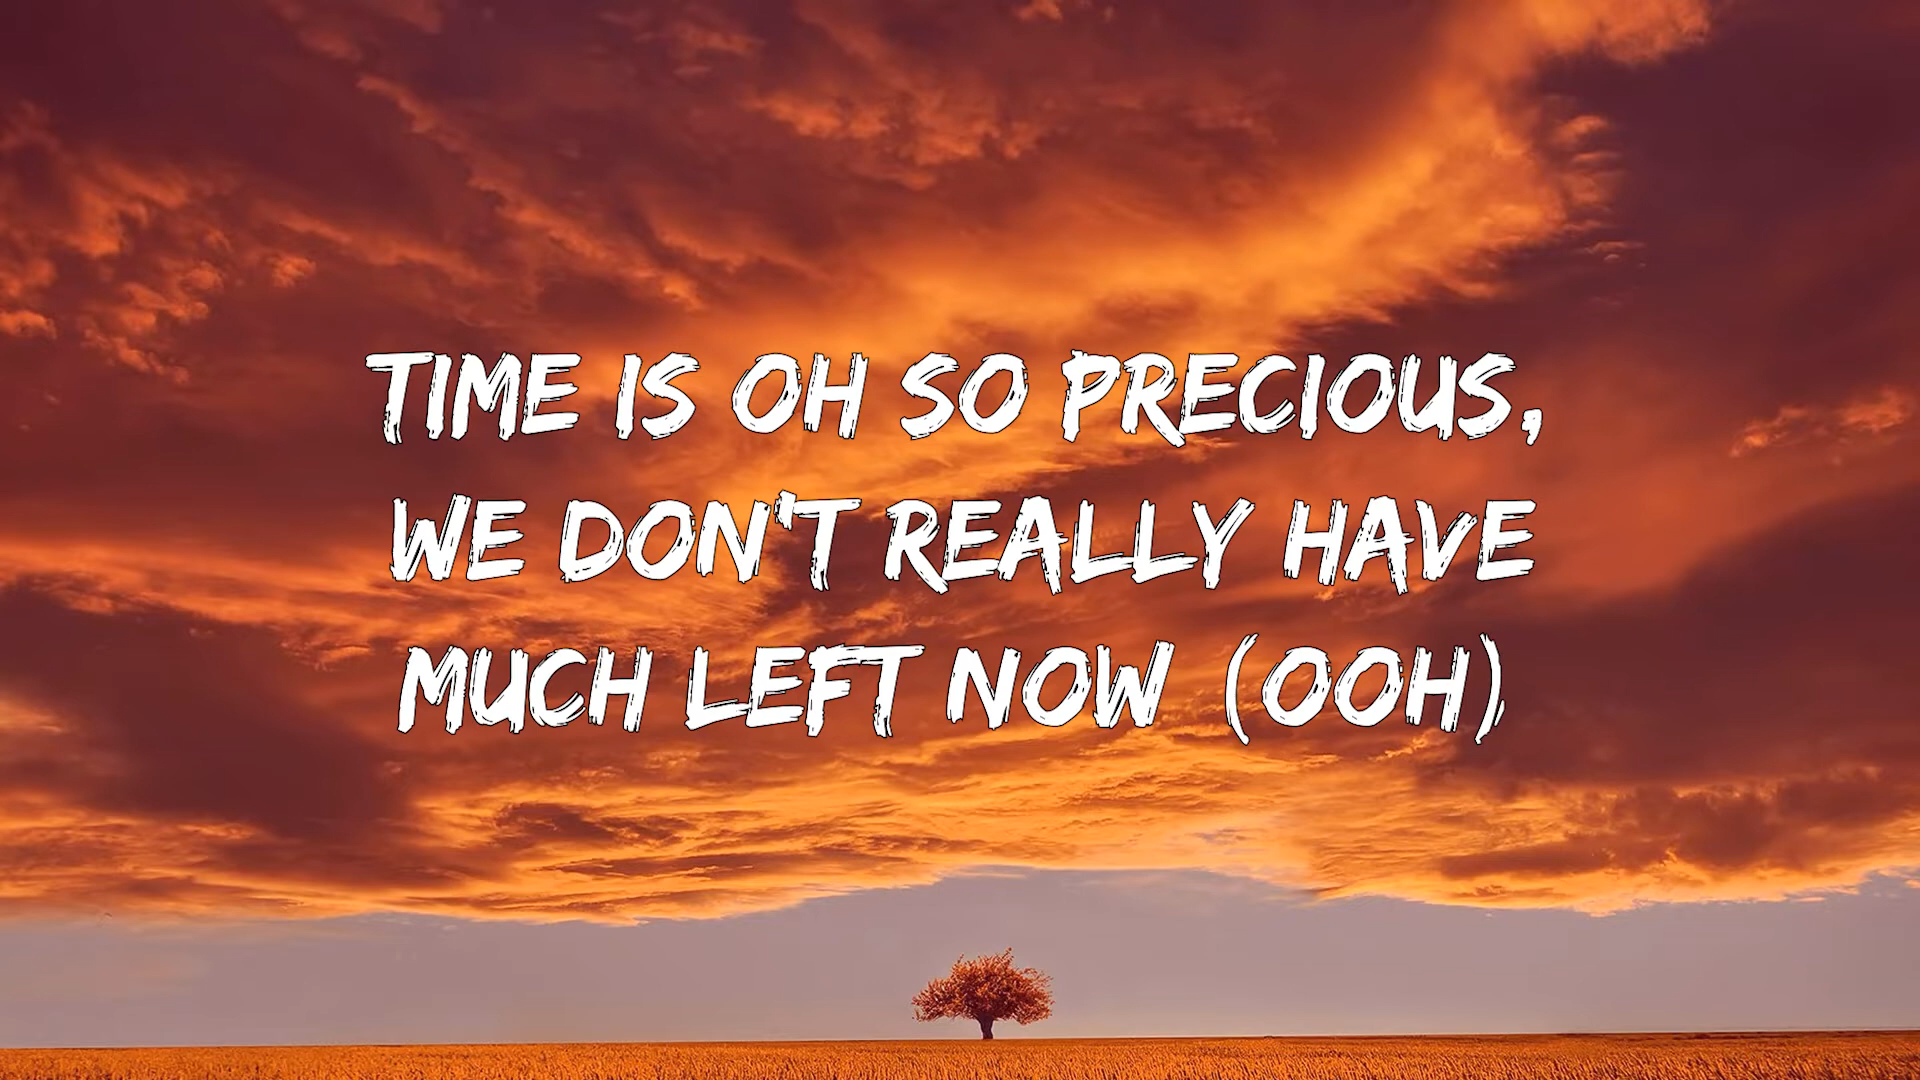 TIME IS OH SO PRECIOUS,
WE DON'T REALLY HAVE
MUCH LEFT NOW (OOH)